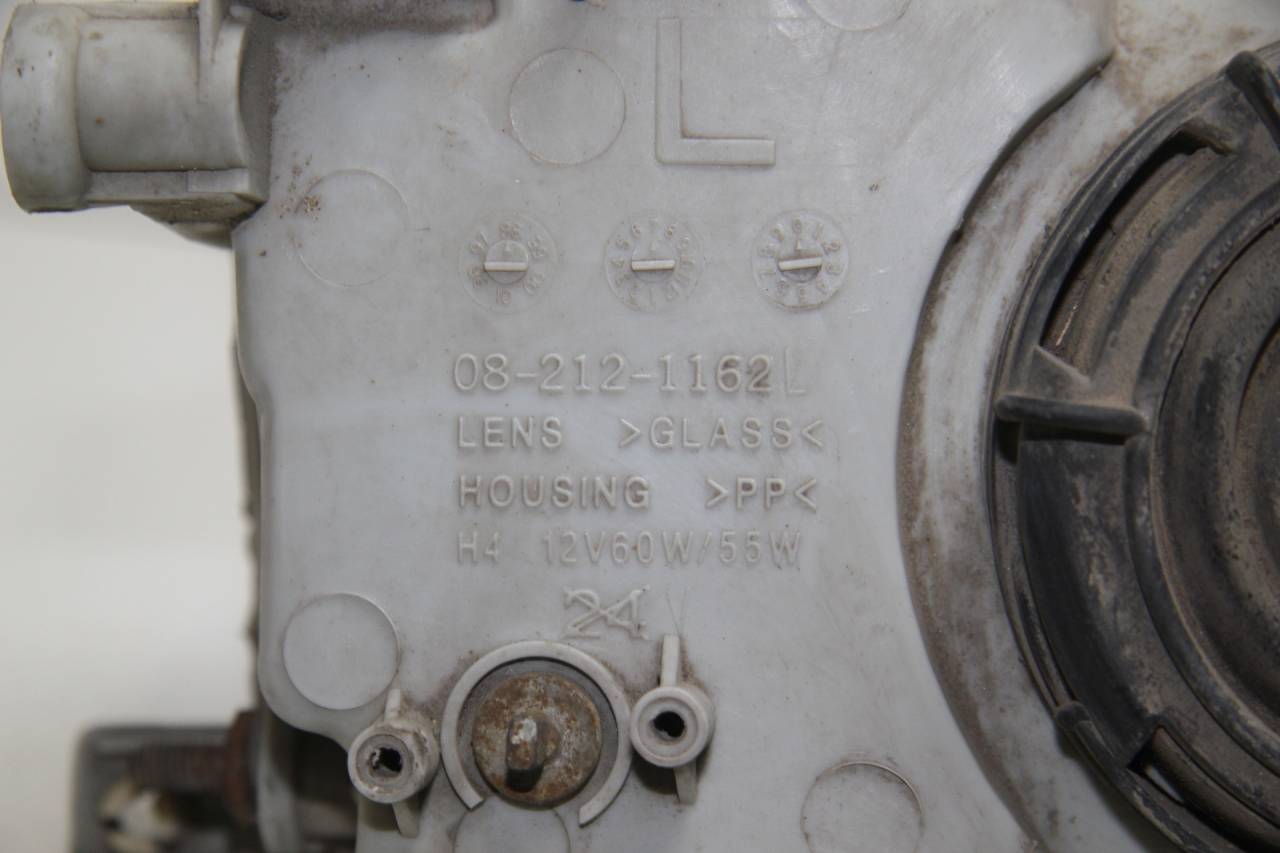 L
08-212-1162L
LENS >GLASS<
HOUSING >PP<
H4 12V60W/55W
24